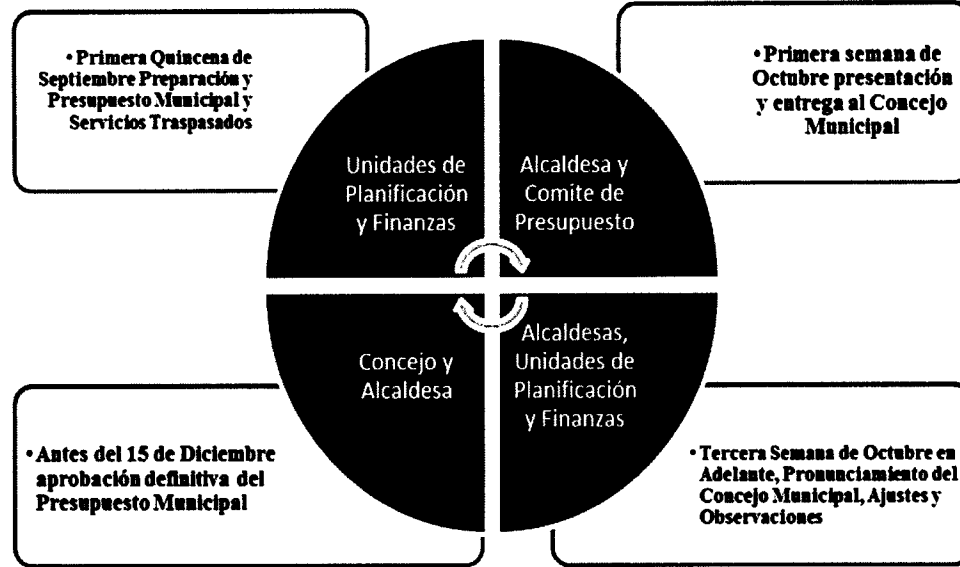 • Primera Quincena de
Septiembre Preparación y
Presupuesto Municipal y
Servicios Traspasados
Unidades de
Planificación
y Finanzas
Alcaldesa y
Comite de
Presupuesto
• Primera semana de
Octubre presentación
y entrega al Concejo
Municipal
Concejo y
Alcaldesa
• Antes del 15 de Diciembre
aprobación definitiva del
Presupuesto Municipal
Alcaldesas,
Unidades de
Planificación
y Finanzas
• Tercera Semana de Octubre en
Adelante, Pronunciamiento del
Concejo Municipal, Ajustes y
Observaciones